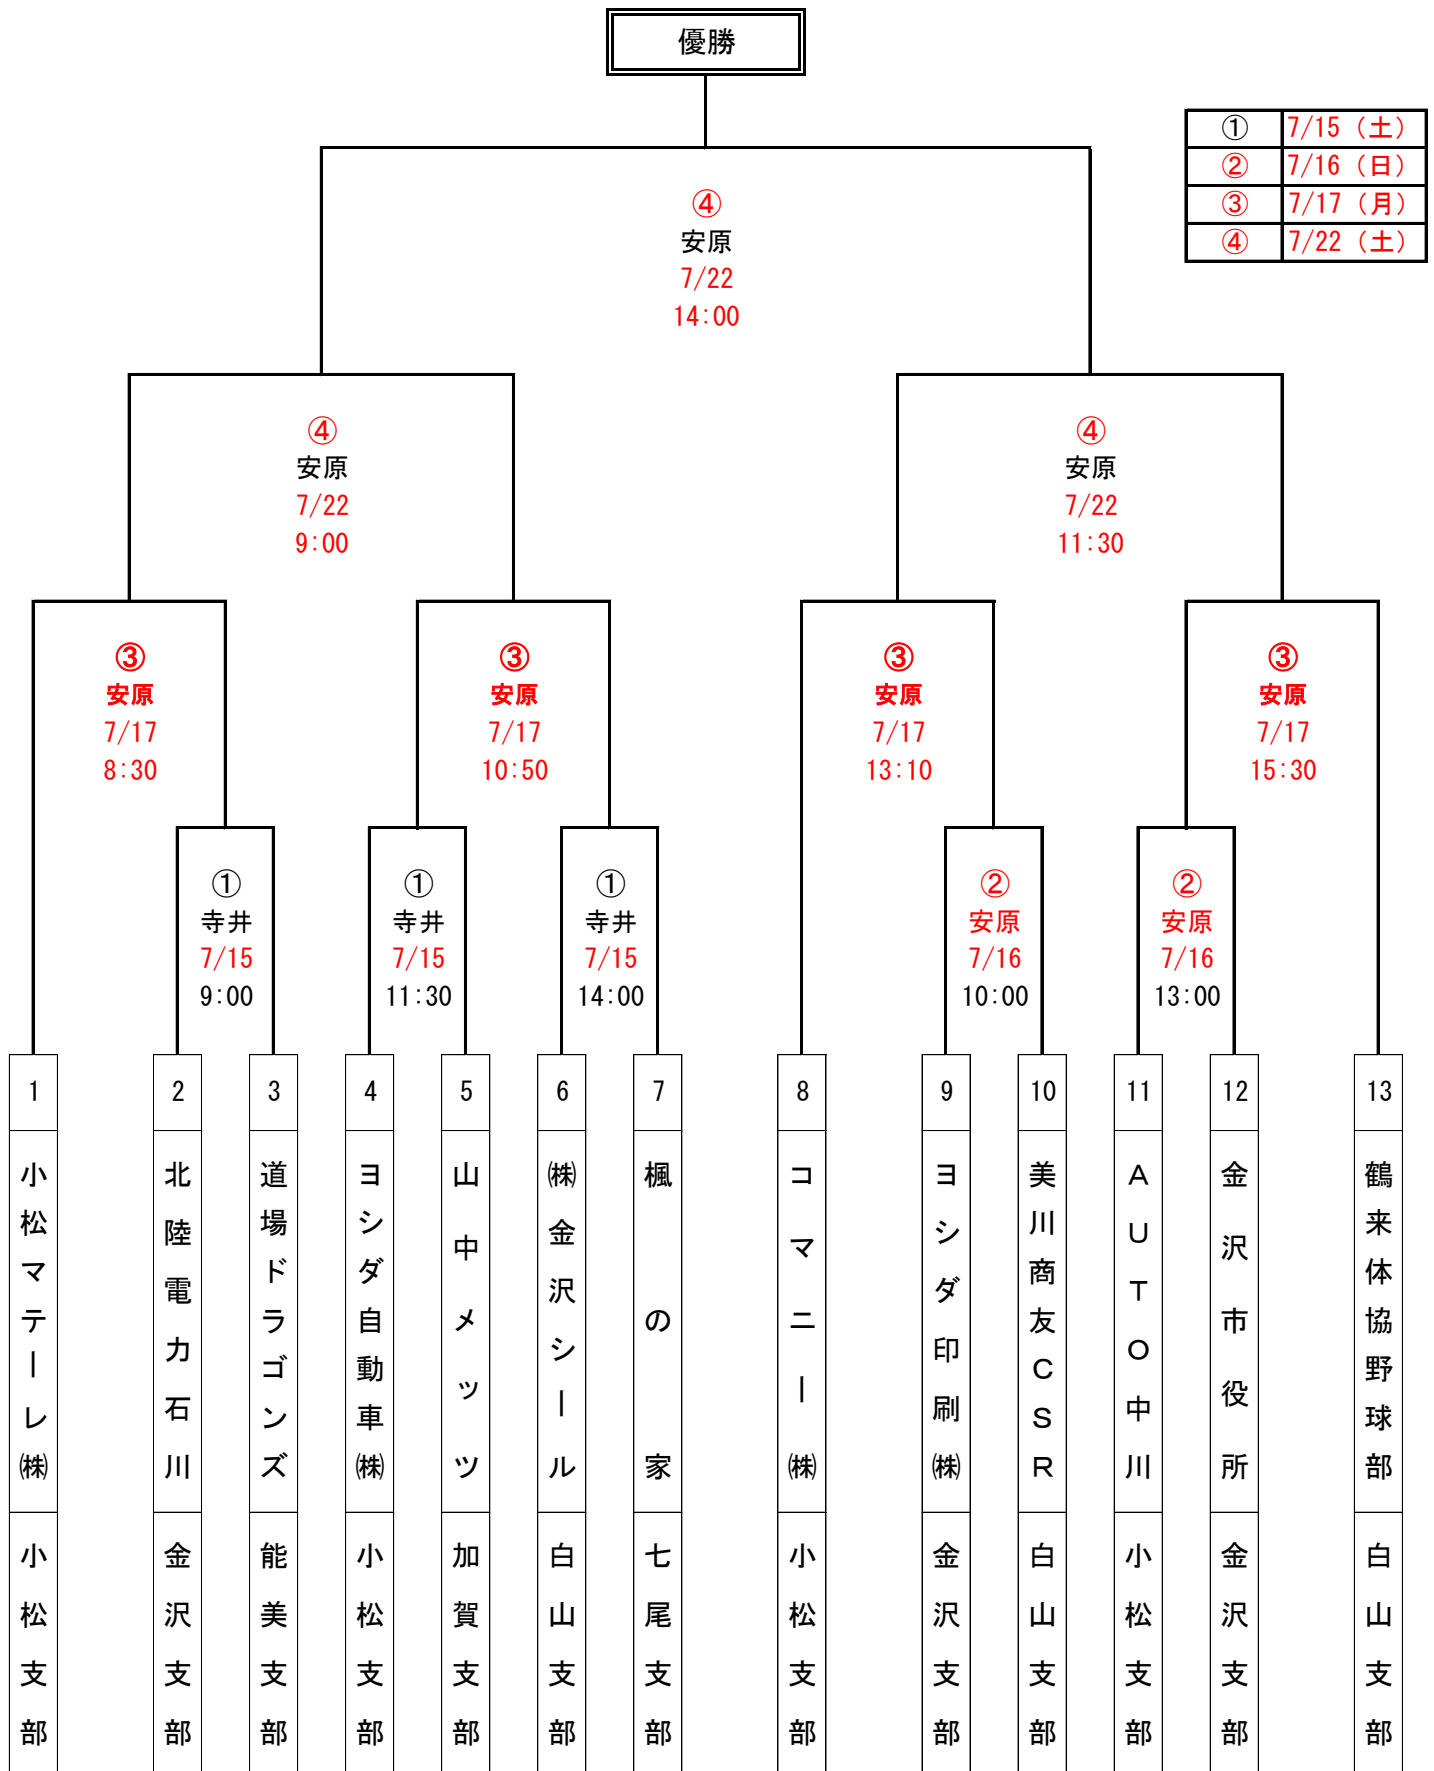 優勝
① 7/15（土）
② 7/16（日）
③ 7/17（月）
④ 7/22（土）
④
安原
7/22
14:00
④
安原
7/22
9:00
④
安原
7/22
11:30
③
安原
7/17
8:30
③
安原
7/17
10:50
③
安原
7/17
13:10
③
安原
7/17
15:30
①
寺井
7/15
9:00
①
寺井
7/15
11:30
①
寺井
7/15
14:00
②
安原
7/16
10:00
②
安原
7/16
13:00
1
小松マテーレ㈱
小松支部
2
北陸電力石川
金沢支部
3
道場ドラゴンズ
能美支部
4
ヨシダ自動車㈱
小松支部
5
山中メッツ
加賀支部
6
㈱金沢シール
白山支部
7
楓の家
七尾支部
8
コマニー㈱
小松支部
9
ヨシダ印刷㈱
金沢支部
10
美川商友ＣＳＲ
白山支部
11
ＡＵＴＯ中川
小松支部
12
金沢市役所
金沢支部
13
鶴来体協野球部
白山支部